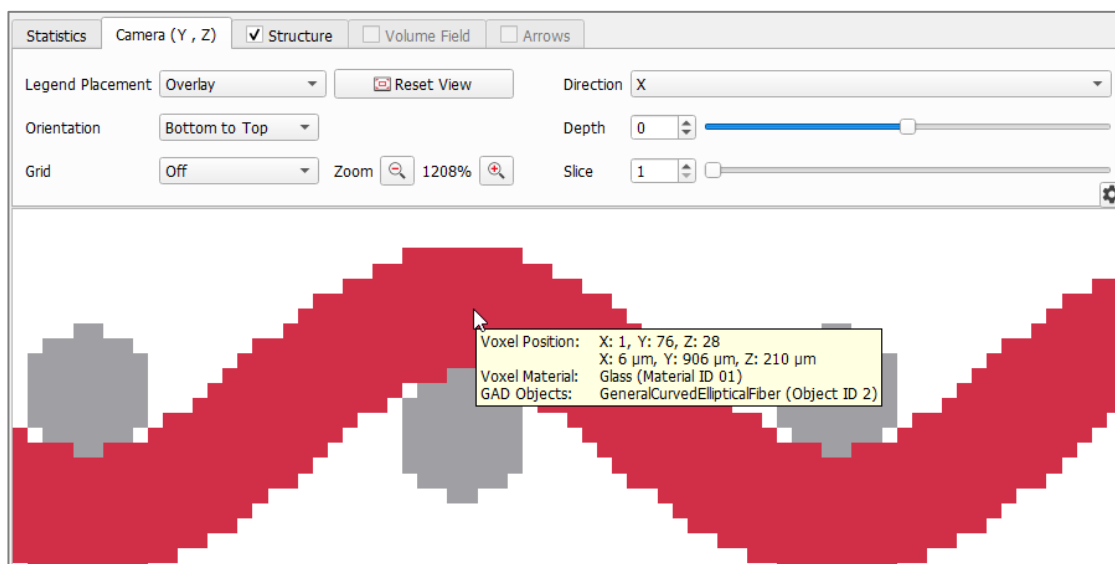 Statistics Camera (Y , Z) Structure Volume Field Arrows
Legend Placement Overlay Reset View Direction X
Orientation Bottom to Top Depth 0
Grid Off Zoom 1208% Slice 1
Voxel Position: X: 1, Y: 76, Z: 28
X: 6 µm, Y: 906 µm, Z: 210 µm
Voxel Material: Glass (Material ID 01)
GAD Objects: GeneralCurvedEllipticalFiber (Object ID 2)